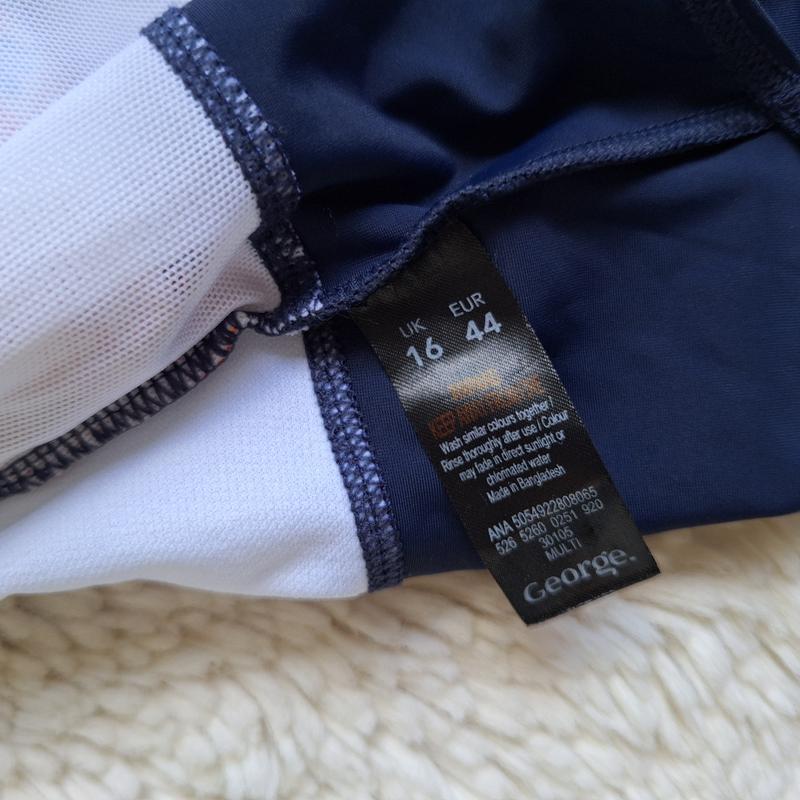 UK EUR
16 44
Wash similar colours together /
Rinse thoroughly after use / Colour
may fade in direct sunlight or
chlorinated water
Made in Bangladesh
ANA 5054922808065
526 5260 0251 920
30105
MULTI
George.